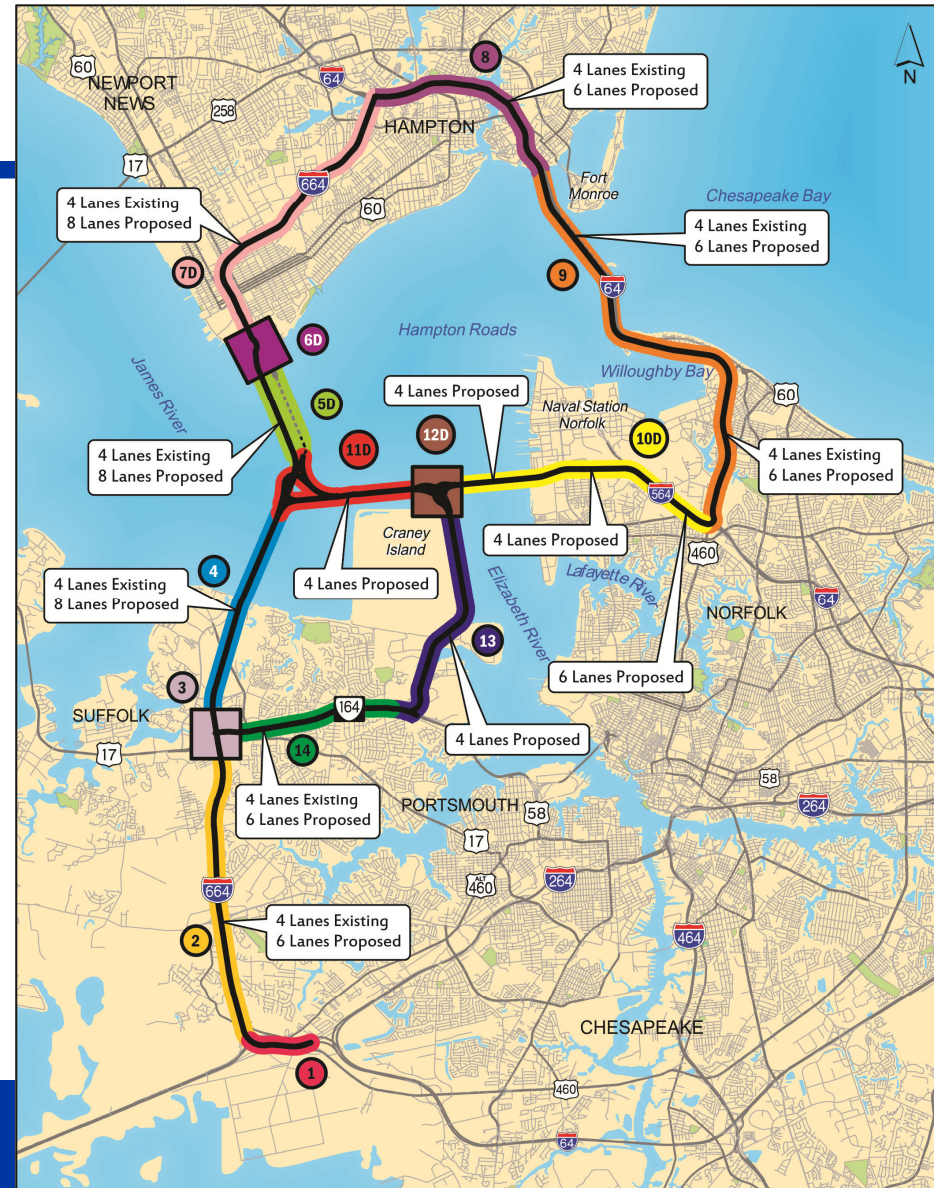 N
8
60
64
4 Lanes Existing
6 Lanes Proposed
NEWPORT
NEWS
258
HAMPTON
17
664
Fort
Monroe
Chesapeake Bay
4 Lanes Existing
8 Lanes Proposed
60
4 Lanes Existing
6 Lanes Proposed
7D
9
64
6D
Hampton Roads
James River
Willoughby Bay
4 Lanes Proposed
60
5D
Naval Station
Norfolk
12D
10D
11D
4 Lanes Existing
8 Lanes Proposed
4 Lanes Existing
6 Lanes Proposed
564
Craney
Island
4 Lanes Proposed
460
4
4 Lanes Proposed
Lafayette River
Elizabeth River
4 Lanes Existing
8 Lanes Proposed
64
NORFOLK
13
6 Lanes Proposed
3
SUFFOLK
164
17
14
4 Lanes Proposed
58
4 Lanes Existing
6 Lanes Proposed
PORTSMOUTH
58
264
17
ALT
460
264
664
2
4 Lanes Existing
6 Lanes Proposed
464
CHESAPEAKE
1
460
64